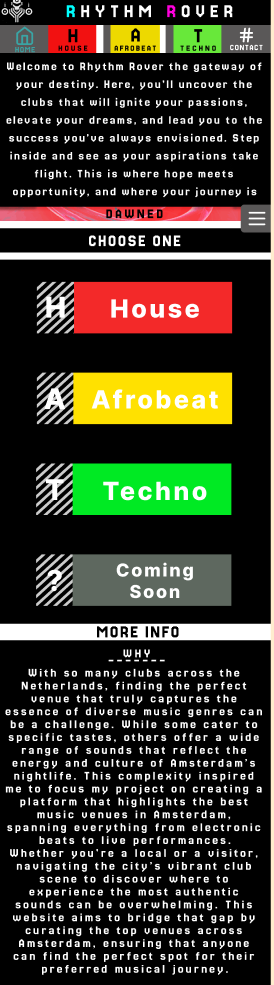 RHYTHM ROVER
H A T #
HOME HOUSE AFROBEAT TECHNO CONTACT
Welcome to Rhythm Rover the gateway of
your destiny. Here, you'll uncover the
clubs that will ignite your passions,
elevate your dreams, and lead you to the
success you've always envisioned. Step
inside and see as your aspirations take
flight. This is where hope meets
opportunity, and where your journey is
DAWNED
CHOOSE ONE
H House
A Afrobeat
T Techno
? Coming
Soon
MORE INFO
WHY
With so many clubs across the
Netherlands, finding the perfect
venue that truly captures the
essence of diverse music genres can
be a challenge. While some cater to
specific tastes, others offer a wide
range of sounds that reflect the
energy and culture of Amsterdam's
nightlife. This complexity inspired
me to focus my project on creating a
platform that highlights the best
music venues in Amsterdam,
spanning everything from electronic
beats to live performances.
Whether you're a local or a visitor,
navigating the city's vibrant club
scene to discover where to
experience the most authentic
sounds can be overwhelming. This
website aims to bridge that gap by
curating the top venues across
Amsterdam, ensuring that anyone
can find the perfect spot for their
preferred musical journey.